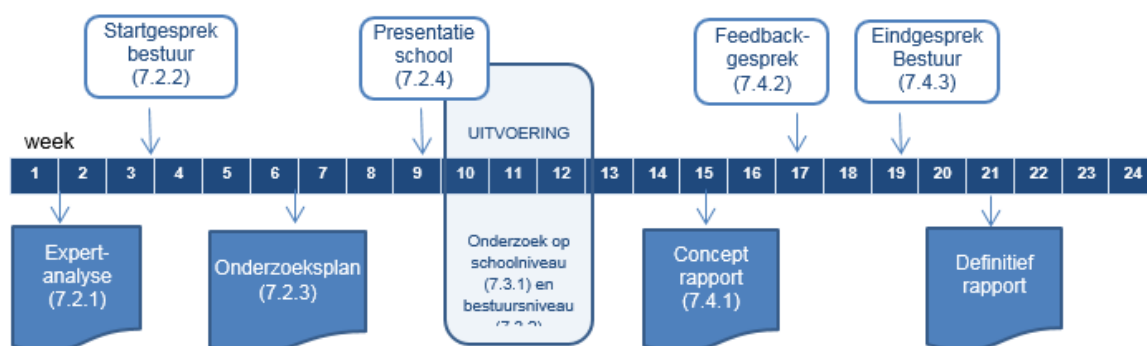 Startgesprek
bestuur
(7.2.2)
Presentatie
school
(7.2.4)
Feedback-
gesprek
(7.4.2)
Eindgesprek
Bestuur
(7.4.3)
UITVOERING
week
1 2 3 4 5 6 7 8 9 10 11 12 13 14 15 16 17 18 19 20 21 22 23 24
Expert-
analyse
(7.2.1)
Onderzoeksplan
(7.2.3)
Onderzoek op
schoolniveau
(7.3.1) en
bestuursniveau
Concept
rapport
(7.4.1)
Definitief
rapport